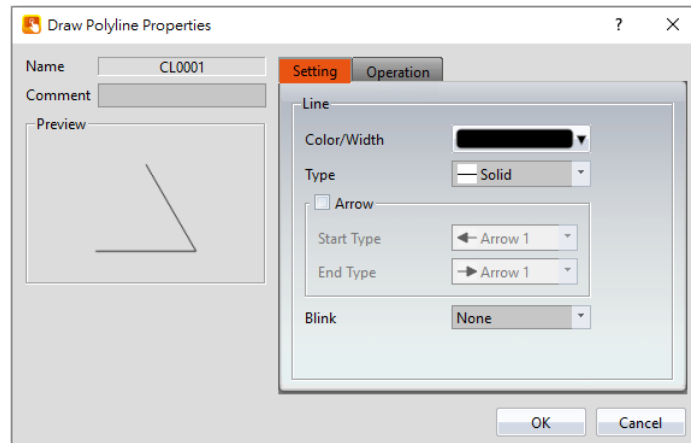 Draw Polyline Properties
Name CL0001
Comment
Preview
Setting Operation
Line
Color/Width
Type Solid
Arrow
Start Type Arrow 1
End Type Arrow 1
Blink None
OK Cancel